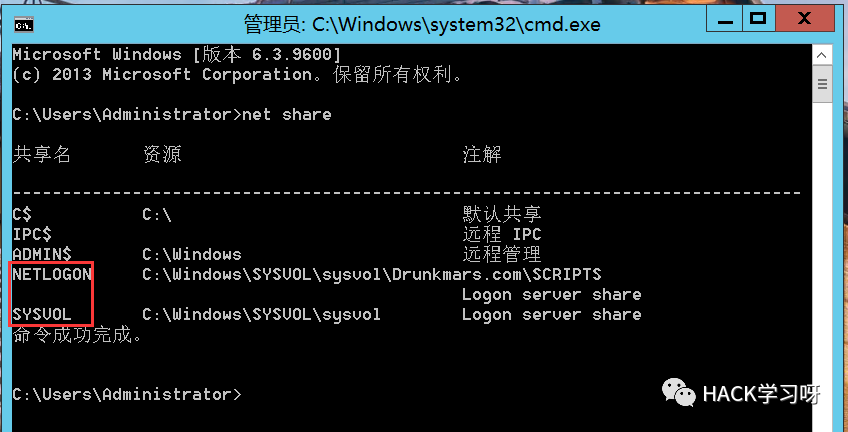 管理员: C:\Windows\system32\cmd.exe
Microsoft Windows [版本 6.3.9600]
(c) 2013 Microsoft Corporation。保留所有权利。
C:\Users\Administrator>net share
共享名 资源 注解
-------------------------------------------------------------------------------
C$ C:\ 默认共享
IPC$ 远程 IPC
ADMIN$ C:\Windows 远程管理
NETLOGON C:\Windows\SYSVOL\sysvol\Drunkmars.com\SCRIPTS
Logon server share
SYSVOL C:\Windows\SYSVOL\sysvol Logon server share
命令成功完成。
C:\Users\Administrator>
HACK学习呀